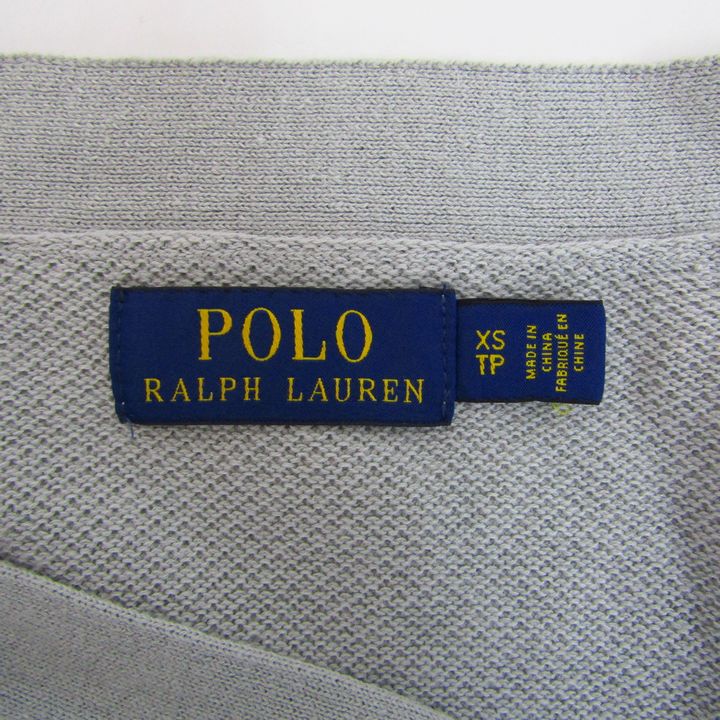 POLO
RALPH LAUREN
XS
TP
MADE IN
CHINA
FABRIQUÉ EN
CHINE